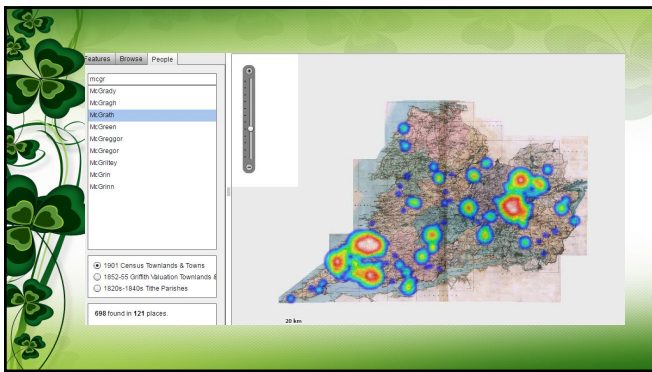 Features Browse People
mcgr
McGrady
McGragh
McGrath
McGreen
McGreggor
McGregor
McGriltey
McGrin
McGrinn
1901 Census Townlands & Towns
1852-55 Griffith Valuation Townlands &
1820s-1840s Tithe Parishes
698 found in 121 places.
20 km